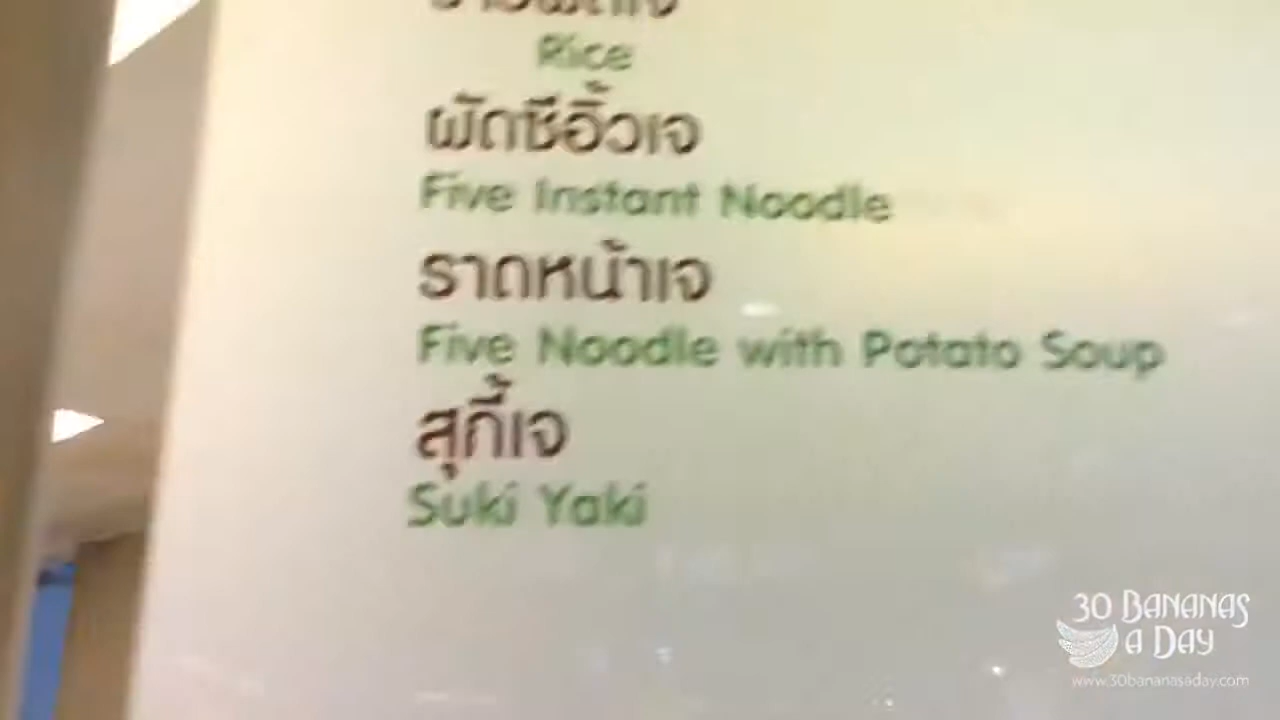 Rice
ผัดซีอิ้วเจ
Five Instant Noodle
ราดหน้าเจ
Five Noodle with Potato Soup
สุกี้เจ
Suki Yaki
30 BANANAS
A DAY
www.30bananasaday.com